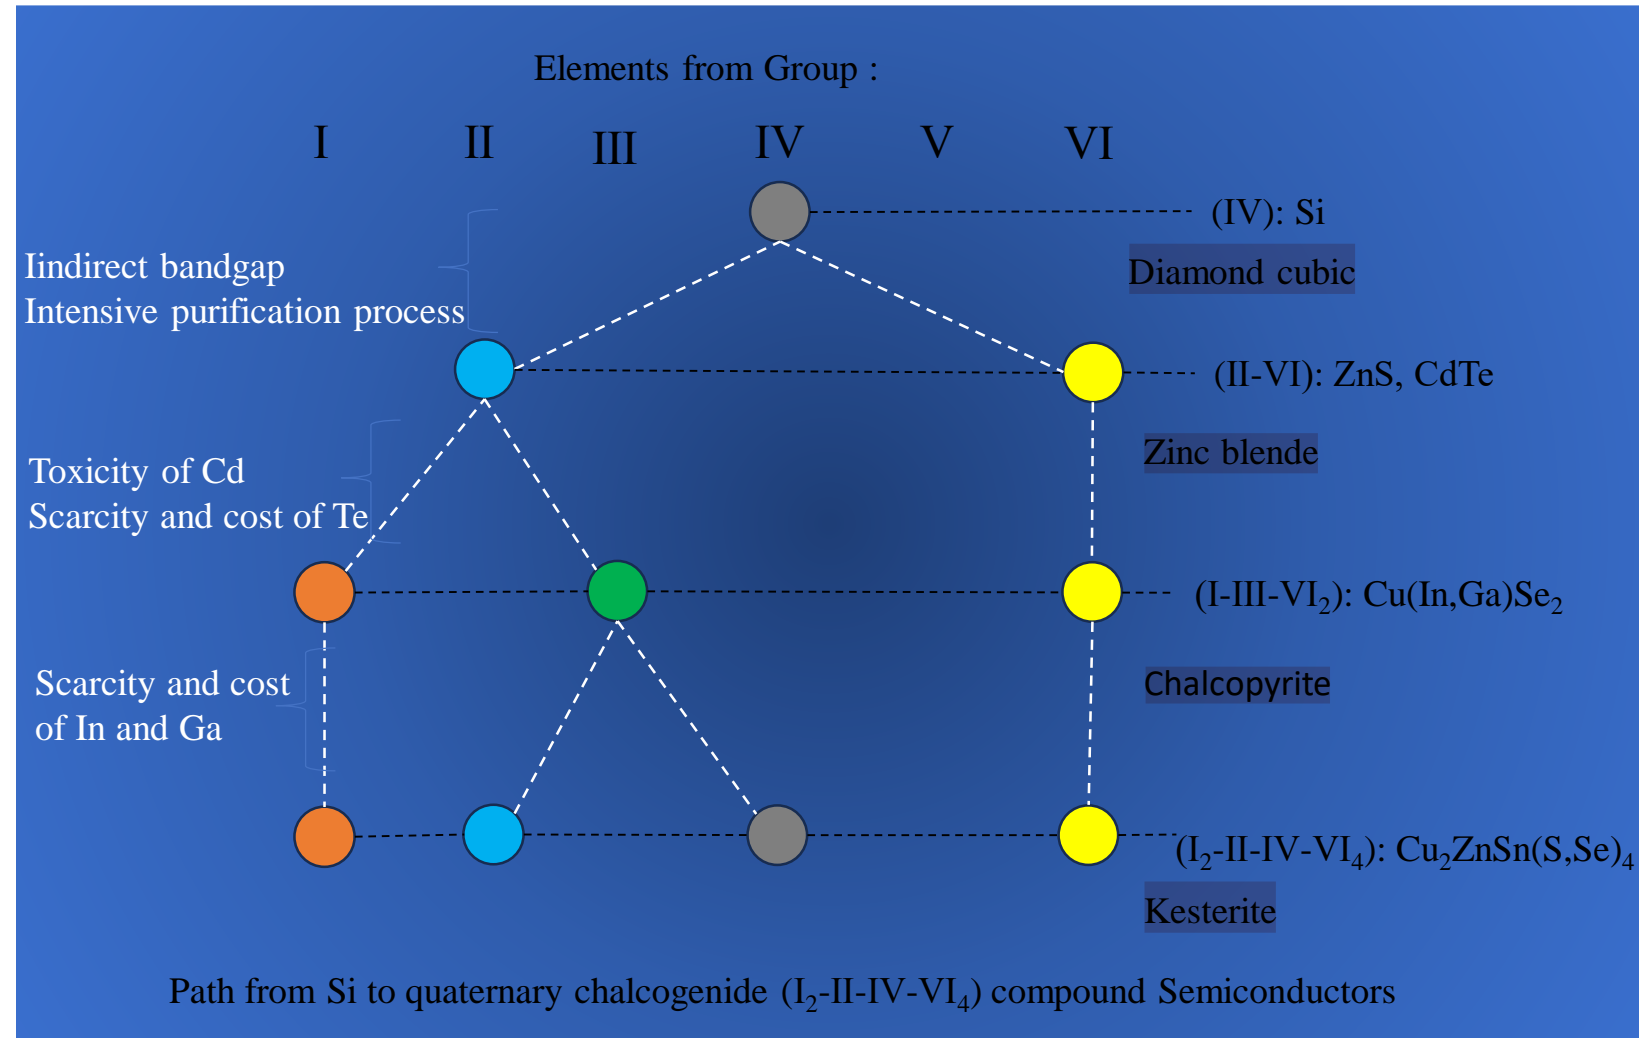 Elements from Group :
I II III IV V VI
(IV): Si
Diamond cubic
Iindirect bandgap
Intensive purification process
(II-VI): ZnS, CdTe
Zinc blende
Toxicity of Cd
Scarcity and cost of Te
(I-III-VI₂): Cu(In,Ga)Se₂
Chalcopyrite
Scarcity and cost
of In and Ga
(I₂-II-IV-VI₄): Cu₂ZnSn(S,Se)₄
Kesterite
Path from Si to quaternary chalcogenide (I₂-II-IV-VI₄) compound Semiconductors